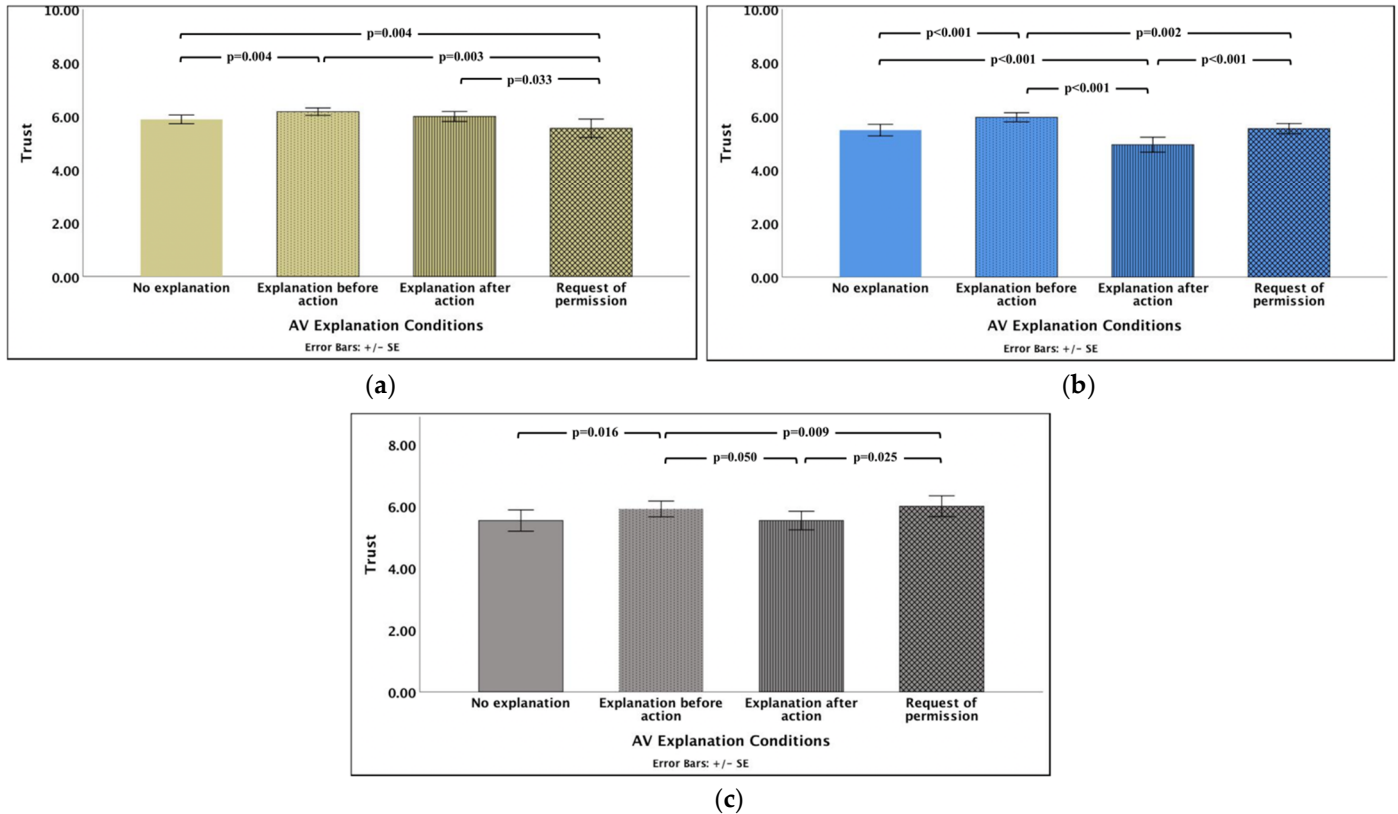 10.00
8.00
6.00
4.00
2.00
0.00
Trust
p=0.004
p=0.004
p=0.003
p=0.033
No explanation
Explanation before
action
Explanation after
action
Request of
permission
AV Explanation Conditions
Error Bars: +/- SE
(a)
10.00
8.00
6.00
4.00
2.00
0.00
Trust
p<0.001
p=0.002
p<0.001
p<0.001
p<0.001
No explanation
Explanation before
action
Explanation after
action
Request of
permission
AV Explanation Conditions
Error Bars: +/- SE
(b)
8.00
6.00
4.00
2.00
0.00
Trust
p=0.016
p=0.009
p=0.050
p=0.025
No explanation
Explanation before
action
Explanation after
action
Request of
permission
AV Explanation Conditions
Error Bars: +/- SE
(c)